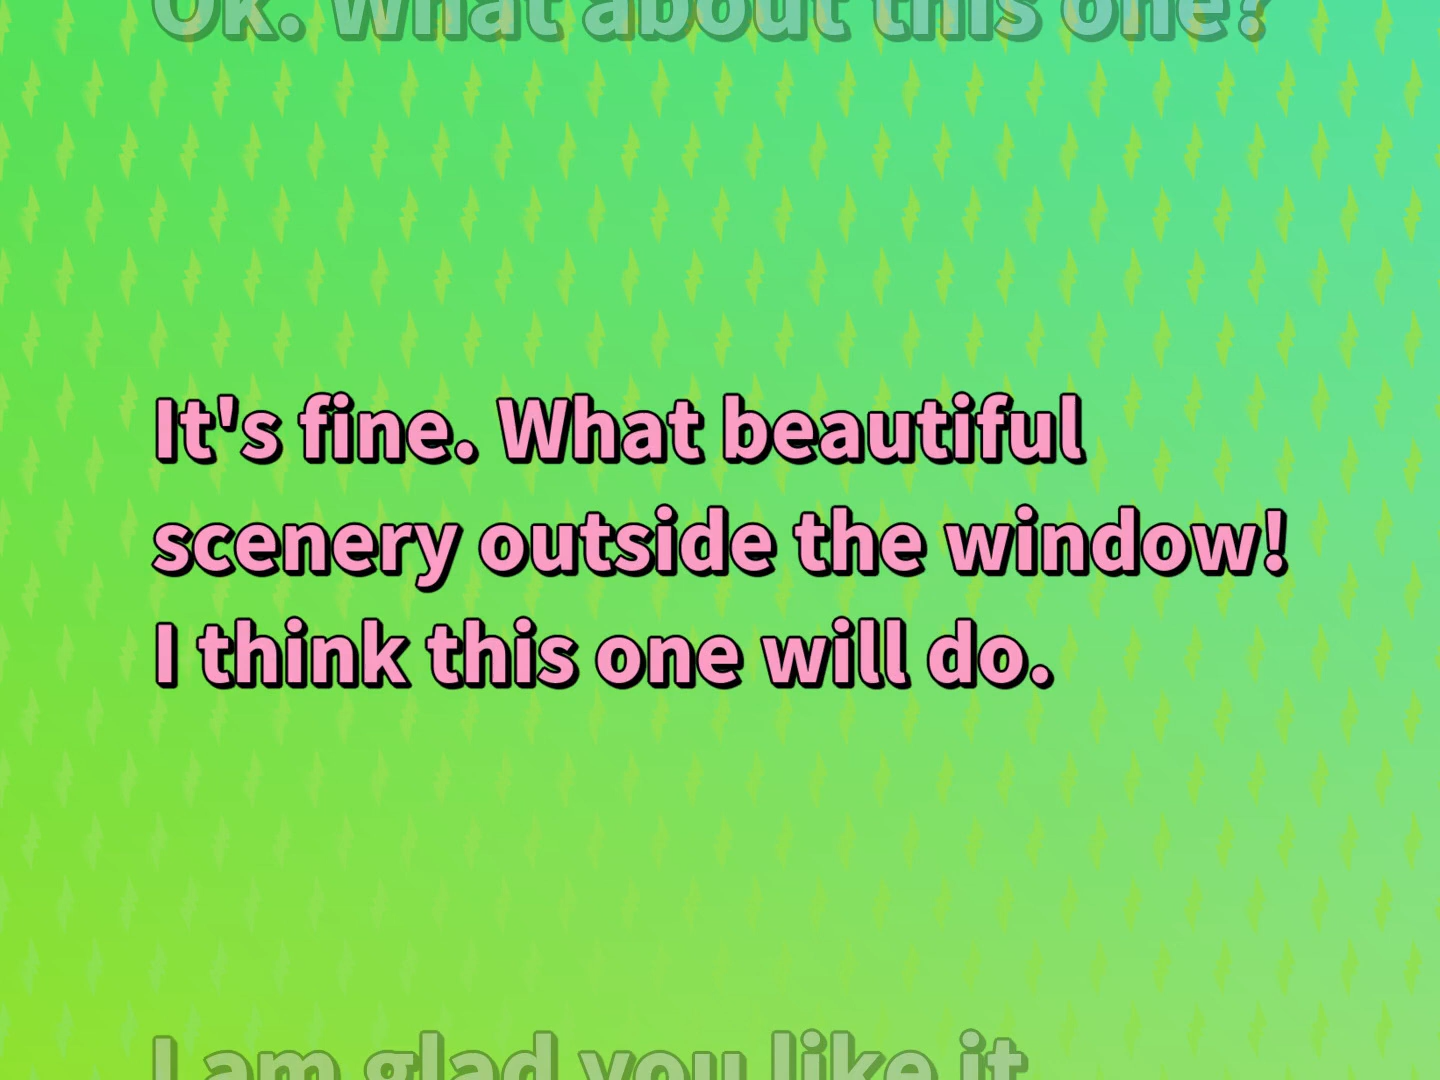 Ok. What about this one?
It's fine. What beautiful
scenery outside the window!
I think this one will do.
I am glad you like it